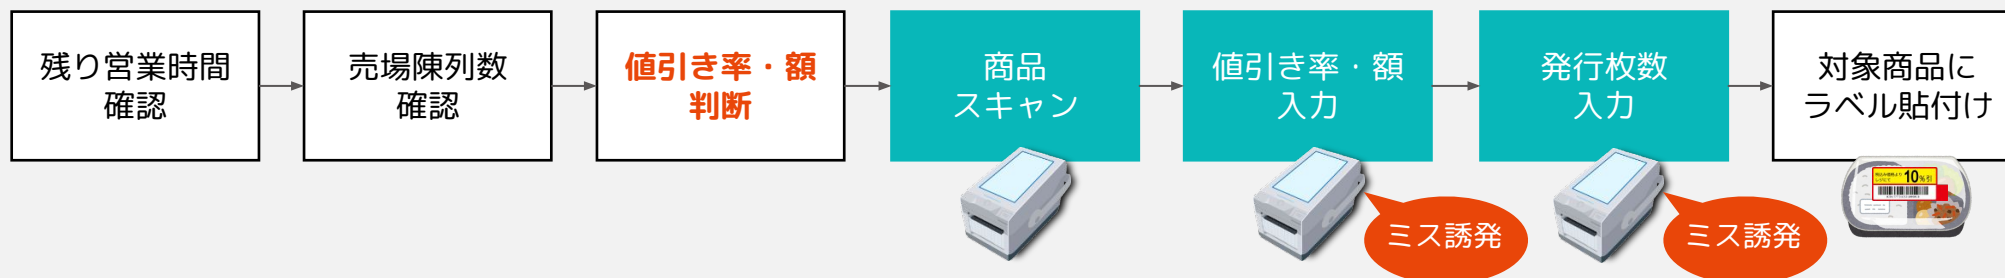 残り営業時間
確認
売場陳列数
確認
値引き率・額
判断
商品
スキャン
値引き率・額
入力
発行枚数
入力
対象商品に
ラベル貼付け
ミス誘発
ミス誘発
10%引